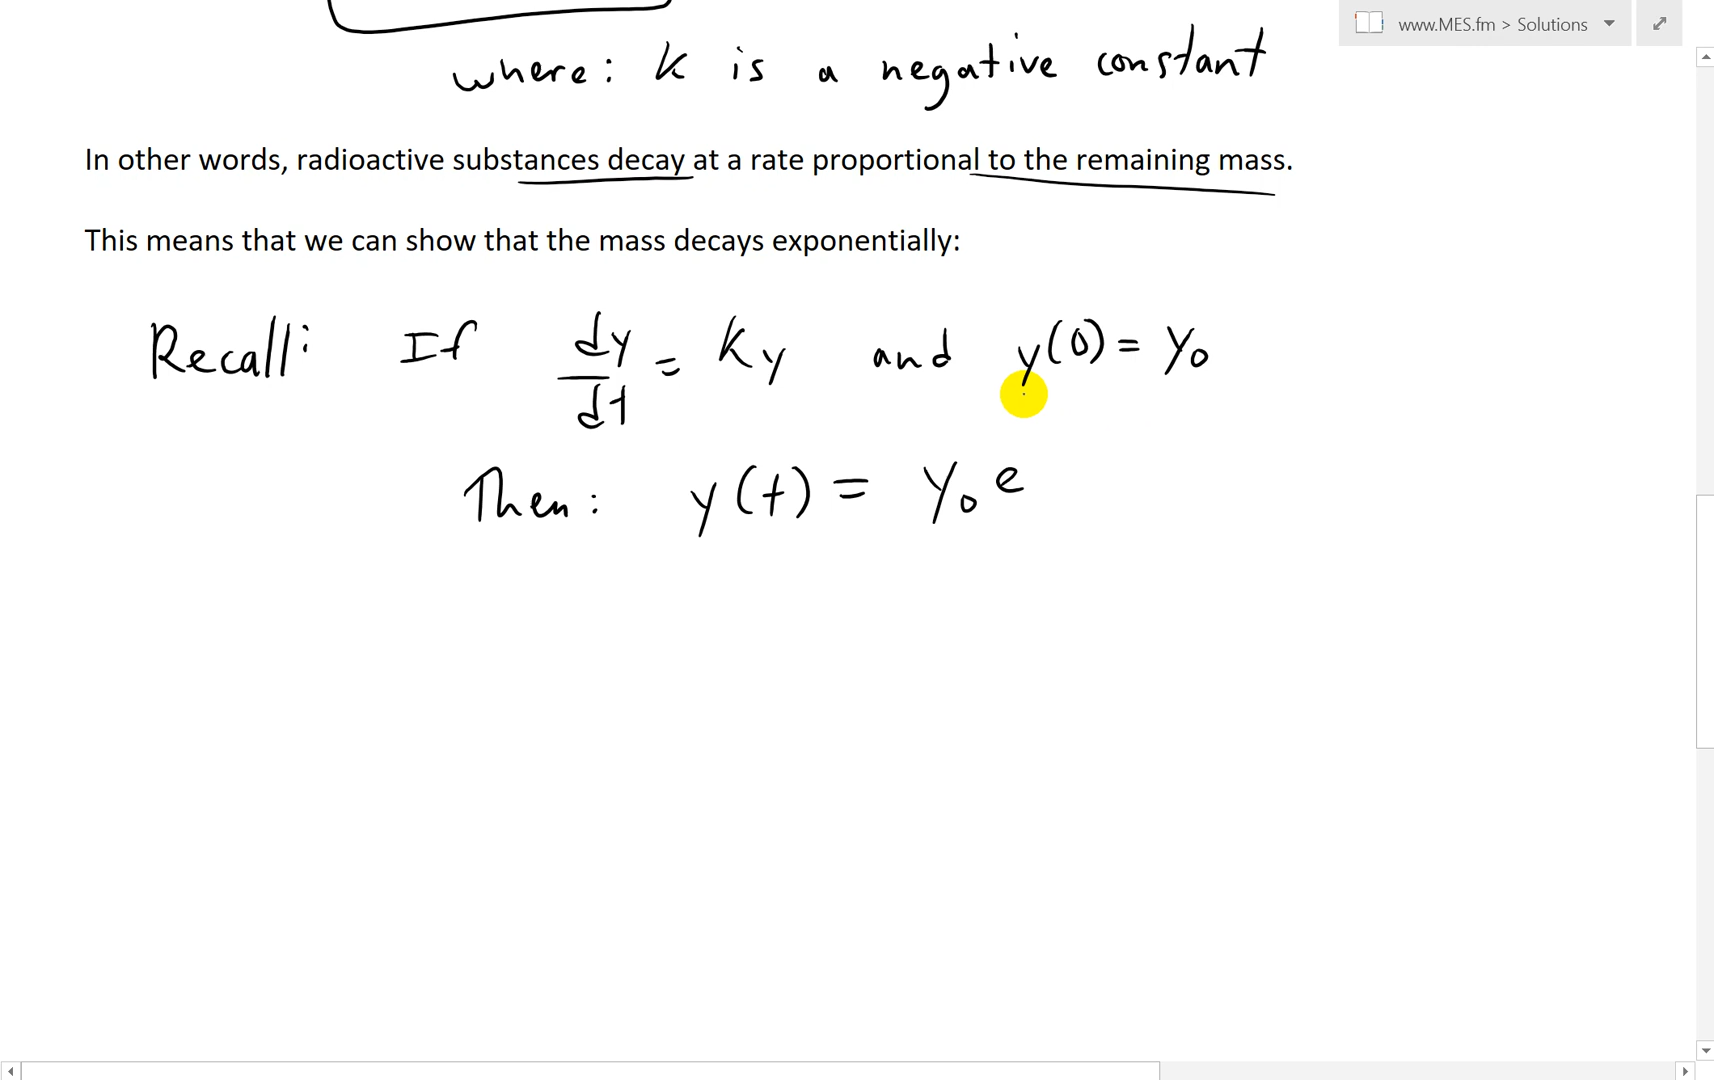 www.MES.fm > Solutions
where: k is a negative constant
In other words, radioactive substances decay at a rate proportional to the remaining mass.
This means that we can show that the mass decays exponentially:
Recall: If dy/dt = ky and y(0) = y₀
Then: y(t) = y₀ e